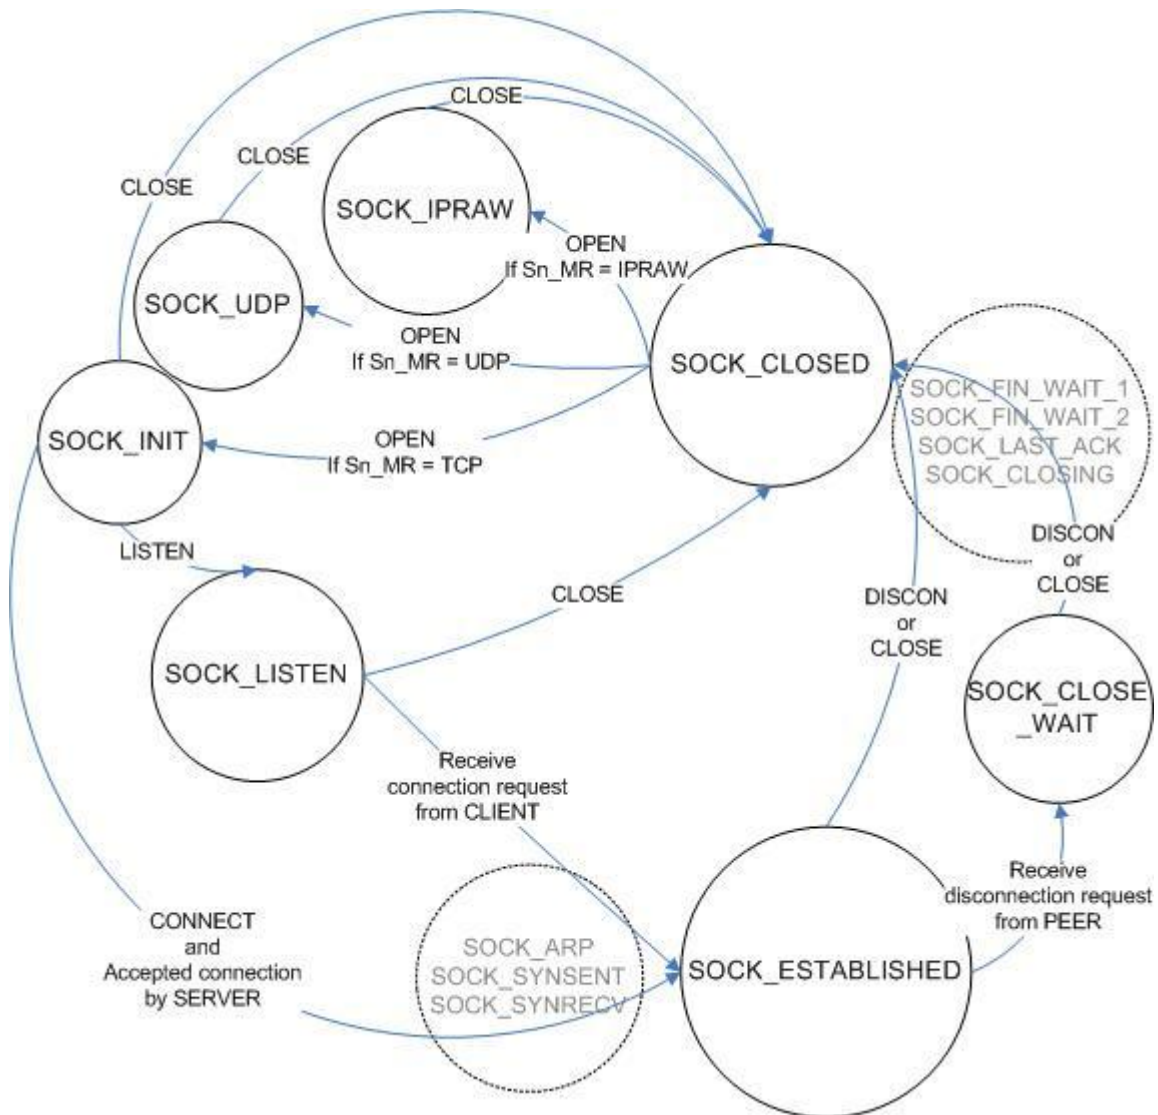 CLOSE
CLOSE
CLOSE
SOCK_IPRAW
OPEN
If Sn_MR = IPRAW
SOCK_UDP
OPEN
If Sn_MR = UDP
SOCK_CLOSED
SOCK_FIN_WAIT_1
SOCK_FIN_WAIT_2
SOCK_LAST_ACK
SOCK_CLOSING
SOCK_INIT
OPEN
If Sn_MR = TCP
LISTEN
DISCON
or
CLOSE
CLOSE
DISCON
or
CLOSE
SOCK_LISTEN
SOCK_CLOSE
_WAIT
Receive
connection request
from CLIENT
Receive
disconnection request
from PEER
CONNECT
and
Accepted connection
by SERVER
SOCK_ARP
SOCK_SYNSENT
SOCK_SYNRECV
SOCK_ESTABLISHED